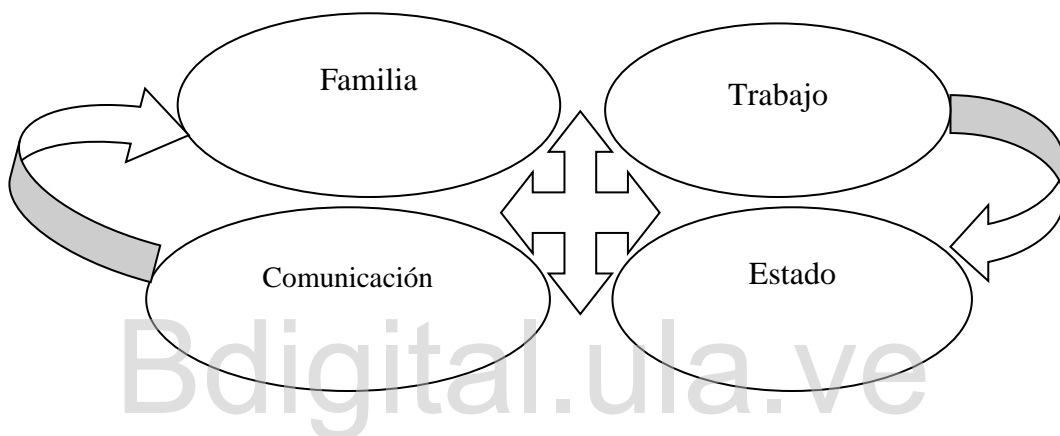 Familia
Trabajo
Comunicación
Estado
Bdigital.ula.ve